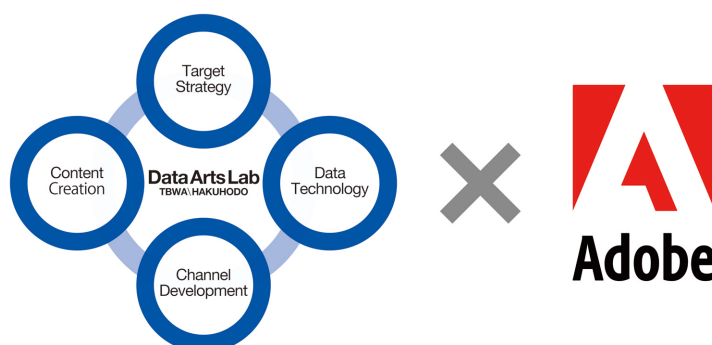 Target
Strategy
Content
Creation
Data Arts Lab
TBWA\HAKUHODO
Data
Technology
Channel
Development
Adobe